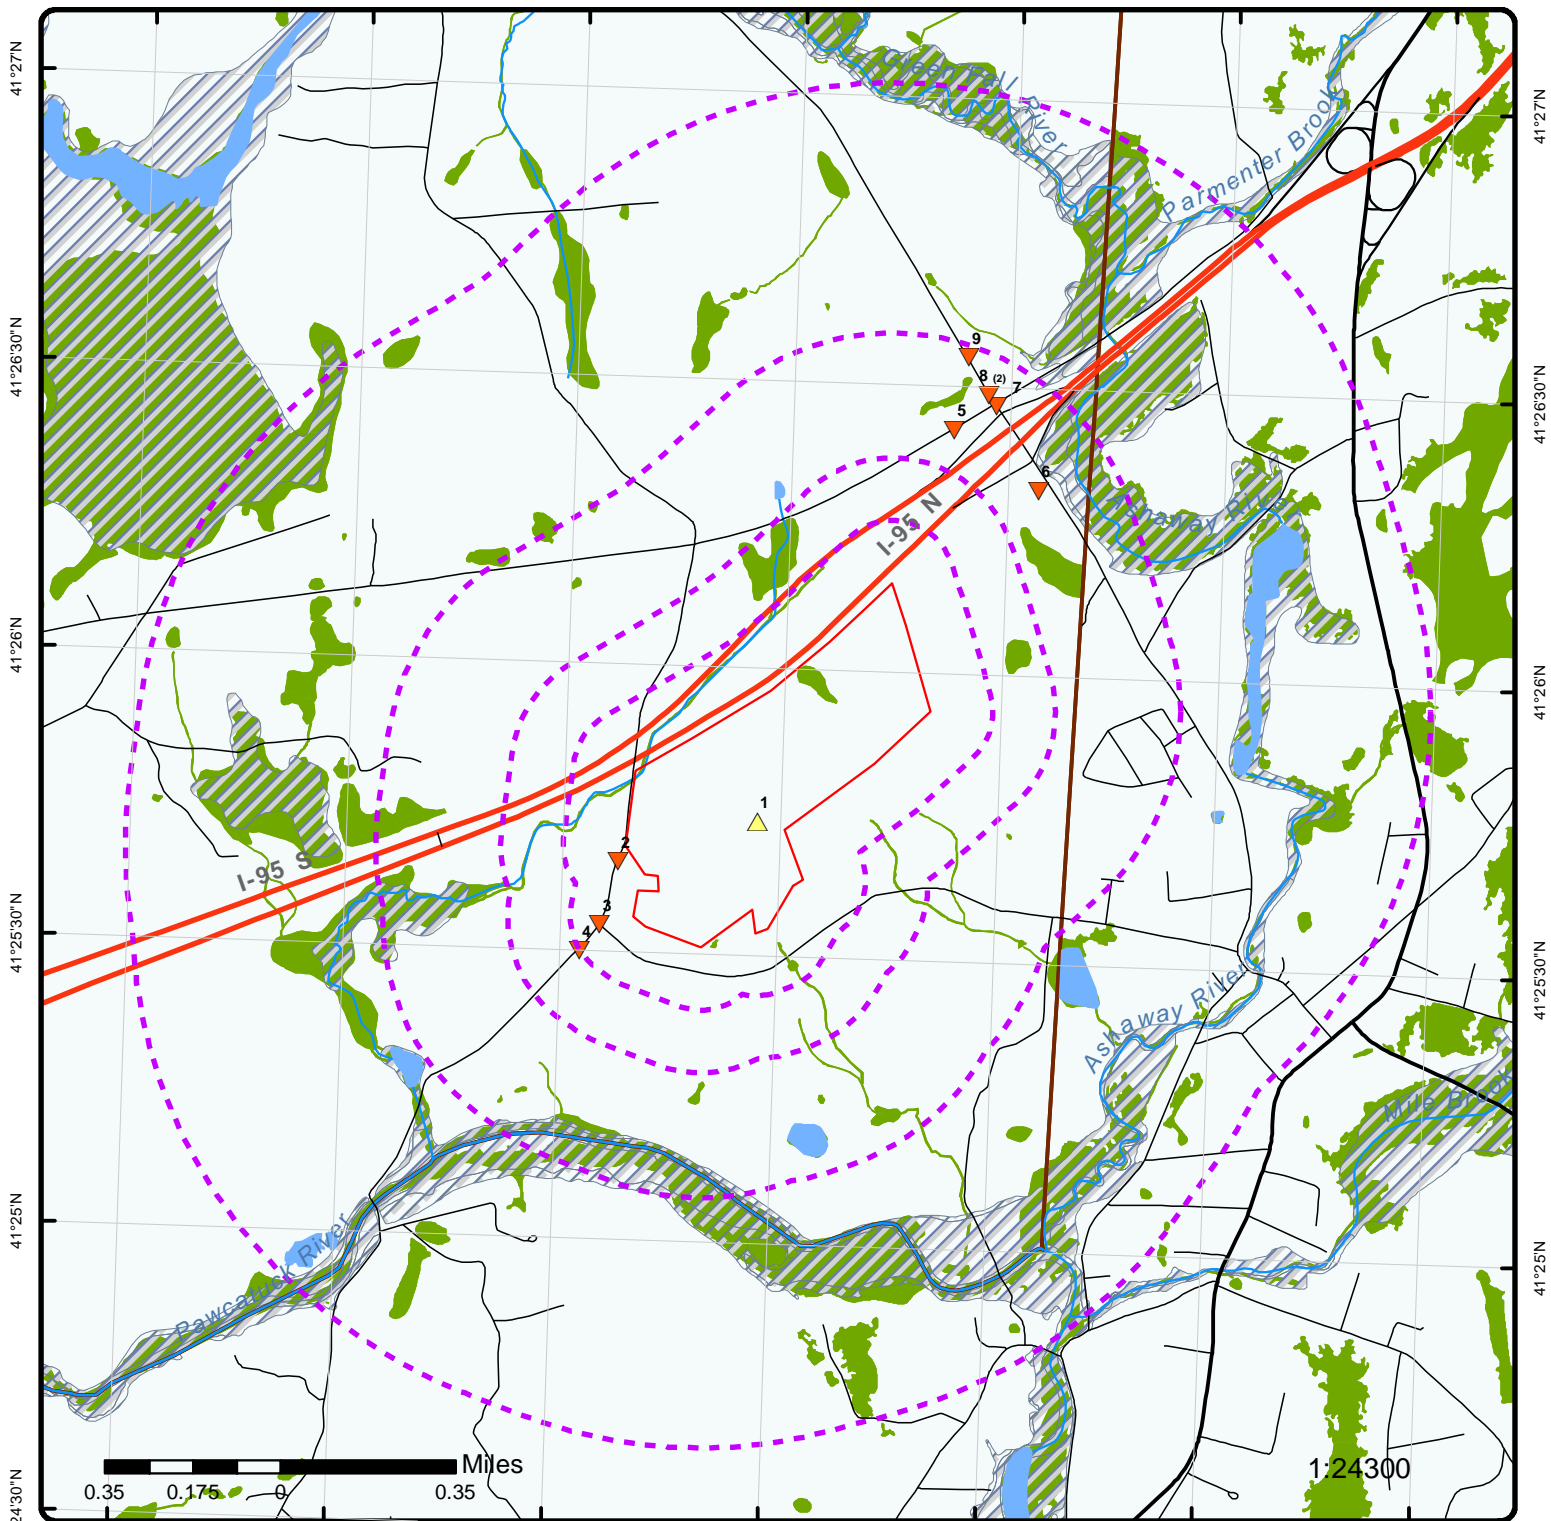 Green Fall River
Parmenter Brook
41°27'N
41°27'N
9
8 (2)
7
5
6
41°26'30"N
41°26'30"N
I-95 N
Ashaway River
41°26'N
41°26'N
1
2
I-95 S
3
4
41°25'30"N
41°25'30"N
Ashaway River
Mile Brook
Pawcatuck River
41°25'N
41°25'N
Miles
0.35
0.175
0
0.35
1:24300
24'30"N